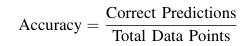 Accuracy = Correct Predictions / Total Data Points